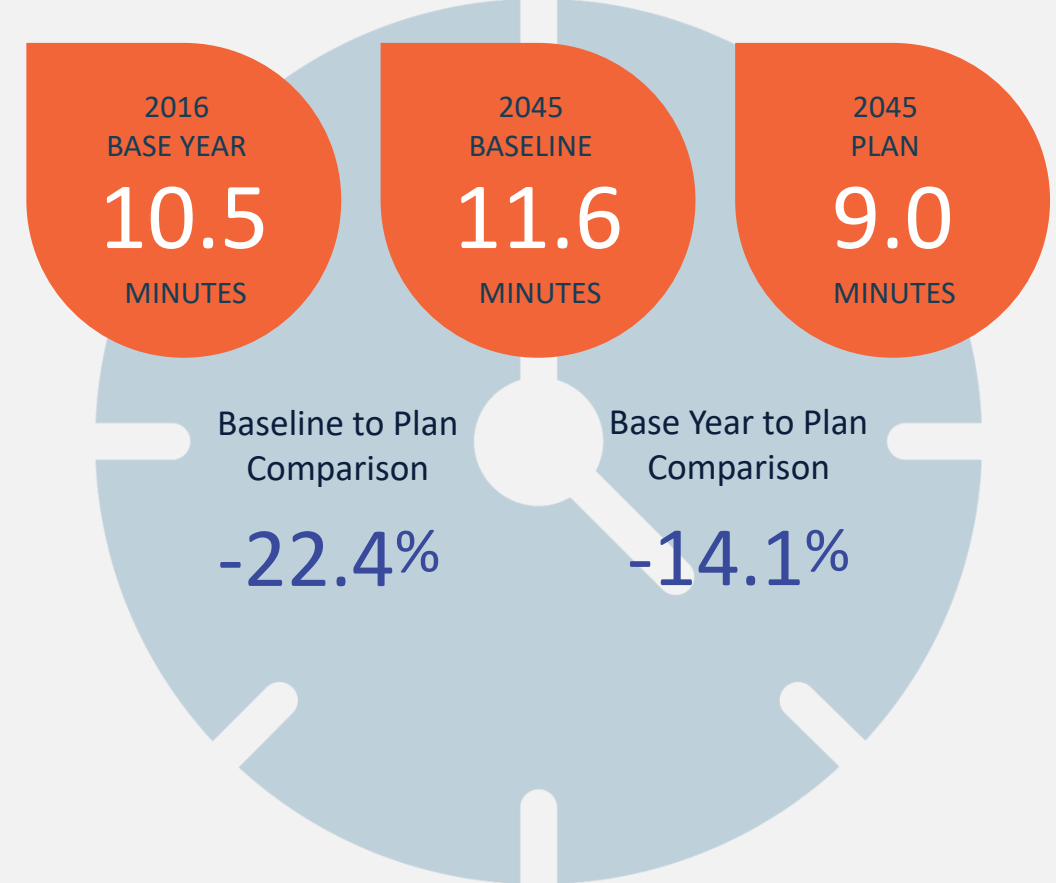 2016
BASE YEAR
10.5
MINUTES
2045
BASELINE
11.6
MINUTES
2045
PLAN
9.0
MINUTES
Baseline to Plan
Comparison
-22.4%
Base Year to Plan
Comparison
-14.1%